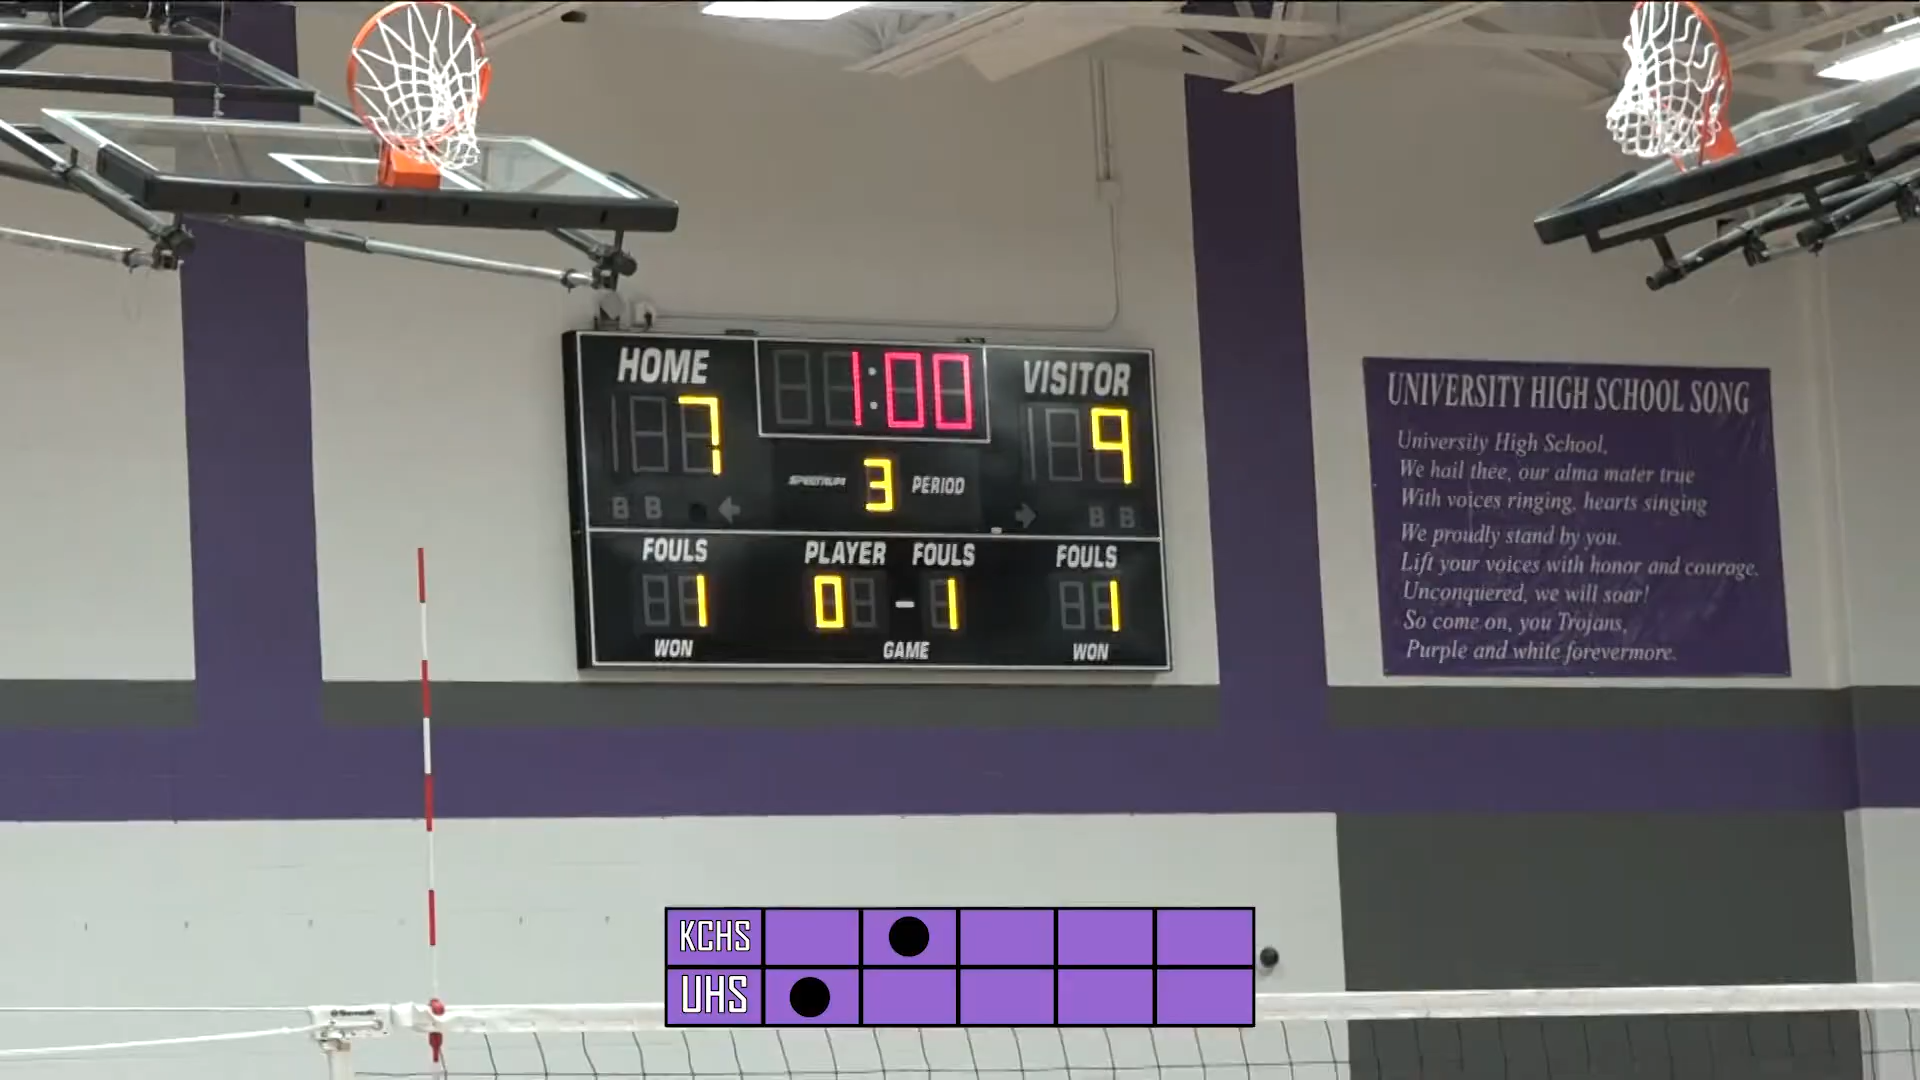 HOME 1:00 VISITOR
7 9
SPECTRUM 3 PERIOD
B B B B
FOULS PLAYER FOULS FOULS
1 0 - 1 1
WON GAME WON
UNIVERSITY HIGH SCHOOL SONG
University High School,
We hail thee, our alma mater true
With voices ringing, hearts singing
We proudly stand by you.
Lift your voices with honor and courage.
Unconquered, we will soar!
So come on, you Trojans,
Purple and white forevermore.
KCHS
UHS